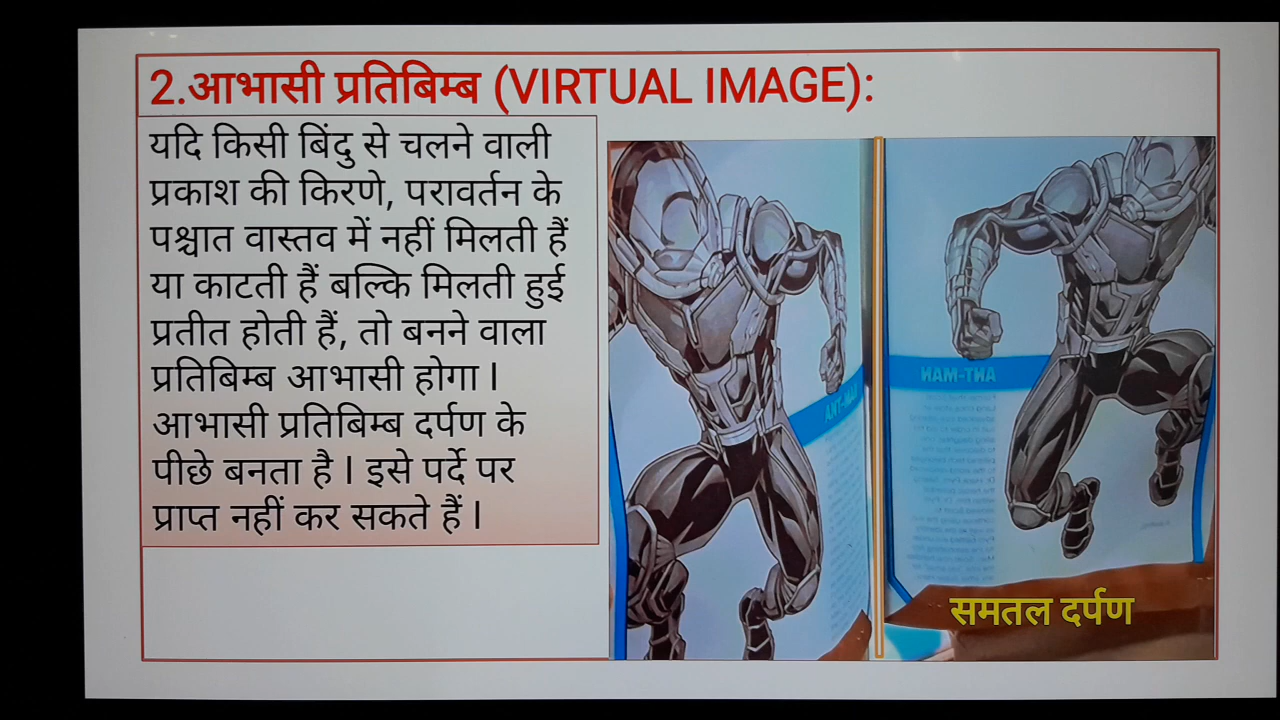 2.आभासी प्रतिबिम्ब (VIRTUAL IMAGE):
यदि किसी बिंदु से चलने वाली
प्रकाश की किरणे, परावर्तन के
पश्चात वास्तव में नहीं मिलती हैं
या काटती हैं बल्कि मिलती हुई
प्रतीत होती हैं, तो बनने वाला
प्रतिबिम्ब आभासी होगा।
आभासी प्रतिबिम्ब दर्पण के
पीछे बनता है। इसे पर्दे पर
प्राप्त नहीं कर सकते हैं।
ANT-MAN
ANT-MAN
समतल दर्पण